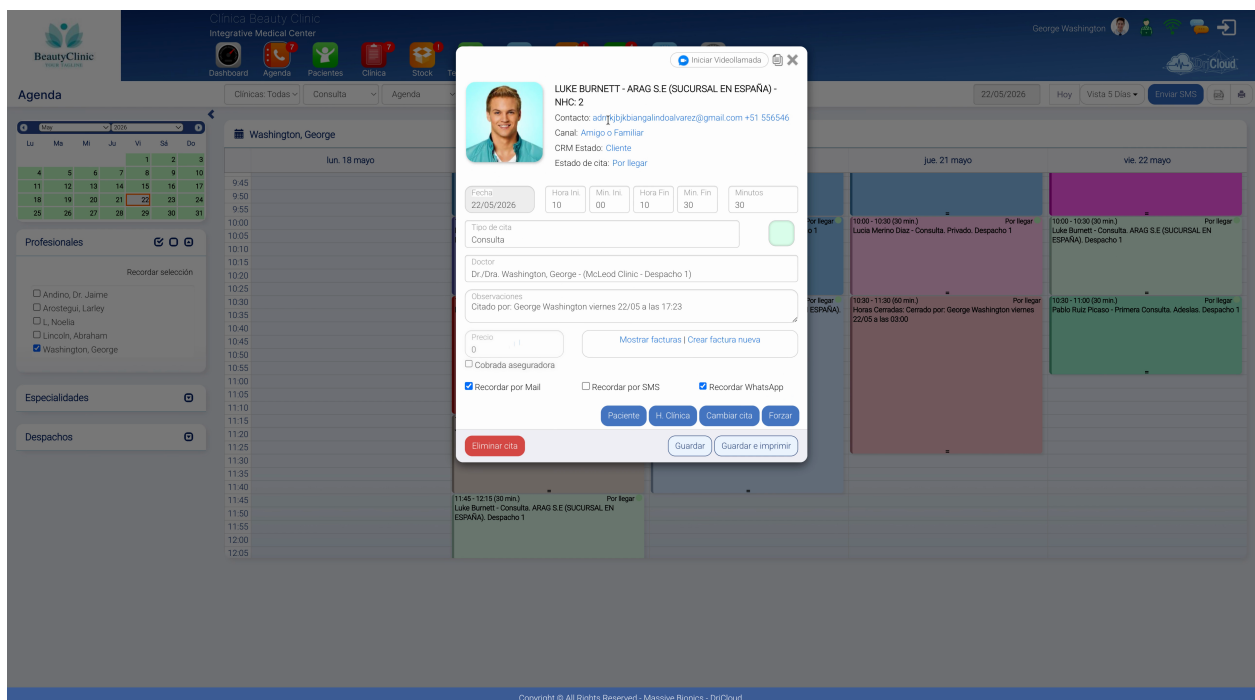 Clínica Beauty Clinic
Integrative Medical Center
George Washington
BeautyClinic
DriCloud
Dashboard
Agenda
Pacientes
Clínica
Stock
7
7
1
Agenda
Clínicas: Todas
Consulta
Agenda
22/05/2026
Hoy
Vista 5 Días
Enviar SMS
May
2026
Lu Ma Mi Ju Vi Sá Do
1 2 3
4 5 6 7 8 9 10
11 12 13 14 15 16 17
18 19 20 21 22 23 24
25 26 27 28 29 30 31
Profesionales
Recordar selección
Andino, Dr. Jaime
Arostegui, Larley
L, Noelia
Lincoln, Abraham
Washington, George
Especialidades
Despachos
Washington, George
lun. 18 mayo
jue. 21 mayo
vie. 22 mayo
9:45
9:50
9:55
10:00
10:05
10:10
10:15
10:20
10:25
10:30
10:35
10:40
10:45
10:50
10:55
11:00
11:05
11:10
11:15
11:20
11:25
11:30
11:35
11:40
11:45
11:50
11:55
12:00
12:05
11:45 - 12:15 (30 min.) Por llegar
Luke Burnett - Consulta. ARAG S.E (SUCURSAL EN
ESPAÑA). Despacho 1
Por llegar
Por llegar
ESPAÑA).
10:00 - 10:30 (30 min.) Por llegar
Lucia Merino Diaz - Consulta. Privado. Despacho 1
10:30 - 11:30 (60 min.) Por llegar
Horas Cerradas: Cerrado por: George Washington viernes
22/05 a las 03:00
10:00 - 10:30 (30 min.) Por llegar
Luke Burnett - Consulta. ARAG S.E (SUCURSAL EN
ESPAÑA). Despacho 1
10:30 - 11:00 (30 min.) Por llegar
Pablo Ruiz Picaso - Primera Consulta. Adeslas. Despacho 1
Iniciar Videollamada
LUKE BURNETT - ARAG S.E (SUCURSAL EN ESPAÑA) -
NHC: 2
Contacto: +51 556546
Canal: Amigo o Familiar
CRM Estado: Cliente
Estado de cita: Por llegar
Fecha
22/05/2026
Hora Ini
10
Min. Ini
00
Hora Fin
10
Min. Fin
30
Minutos
30
Tipo de cita
Consulta
Doctor
Dr./Dra. Washington, George - (McLeod Clinic - Despacho 1)
Observaciones
Citado por: George Washington viernes 22/05 a las 17:23
Precio
0
Mostrar facturas | Crear factura nueva
Cobrada aseguradora
Recordar por Mail
Recordar por SMS
Recordar WhatsApp
Paciente
H. Clínica
Cambiar cita
Forzar
Eliminar cita
Guardar
Guardar e imprimir
Copyright © All Rights Reserved - Massive Bionics - DriCloud